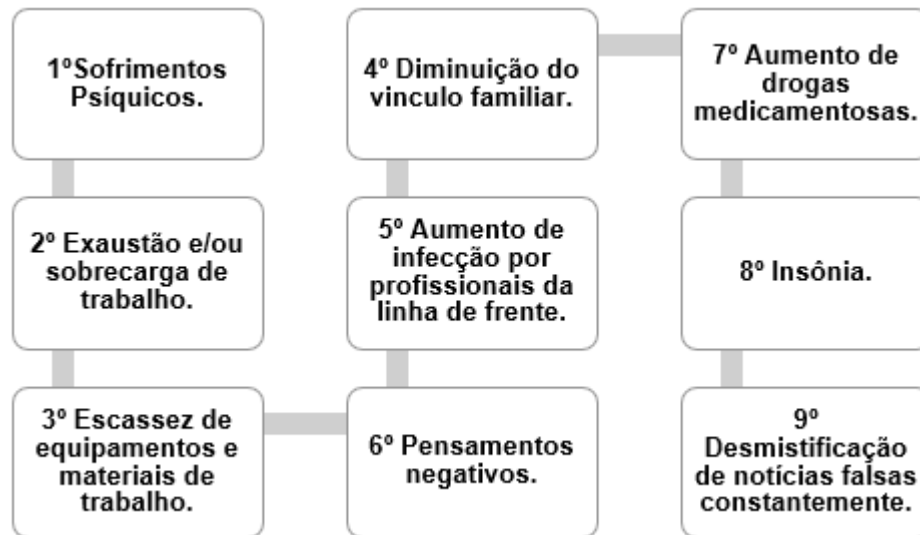 1ºSofrimentos
Psíquicos.
2º Exaustão e/ou
sobrecarga de
trabalho.
3º Escassez de
equipamentos e
materiais de
trabalho.
4º Diminuição do
vinculo familiar.
5º Aumento de
infecção por
profissionais da
linha de frente.
6º Pensamentos
negativos.
7º Aumento de
drogas
medicamentosas.
8º Insônia.
9º
Desmistificação
de notícias falsas
constantemente.